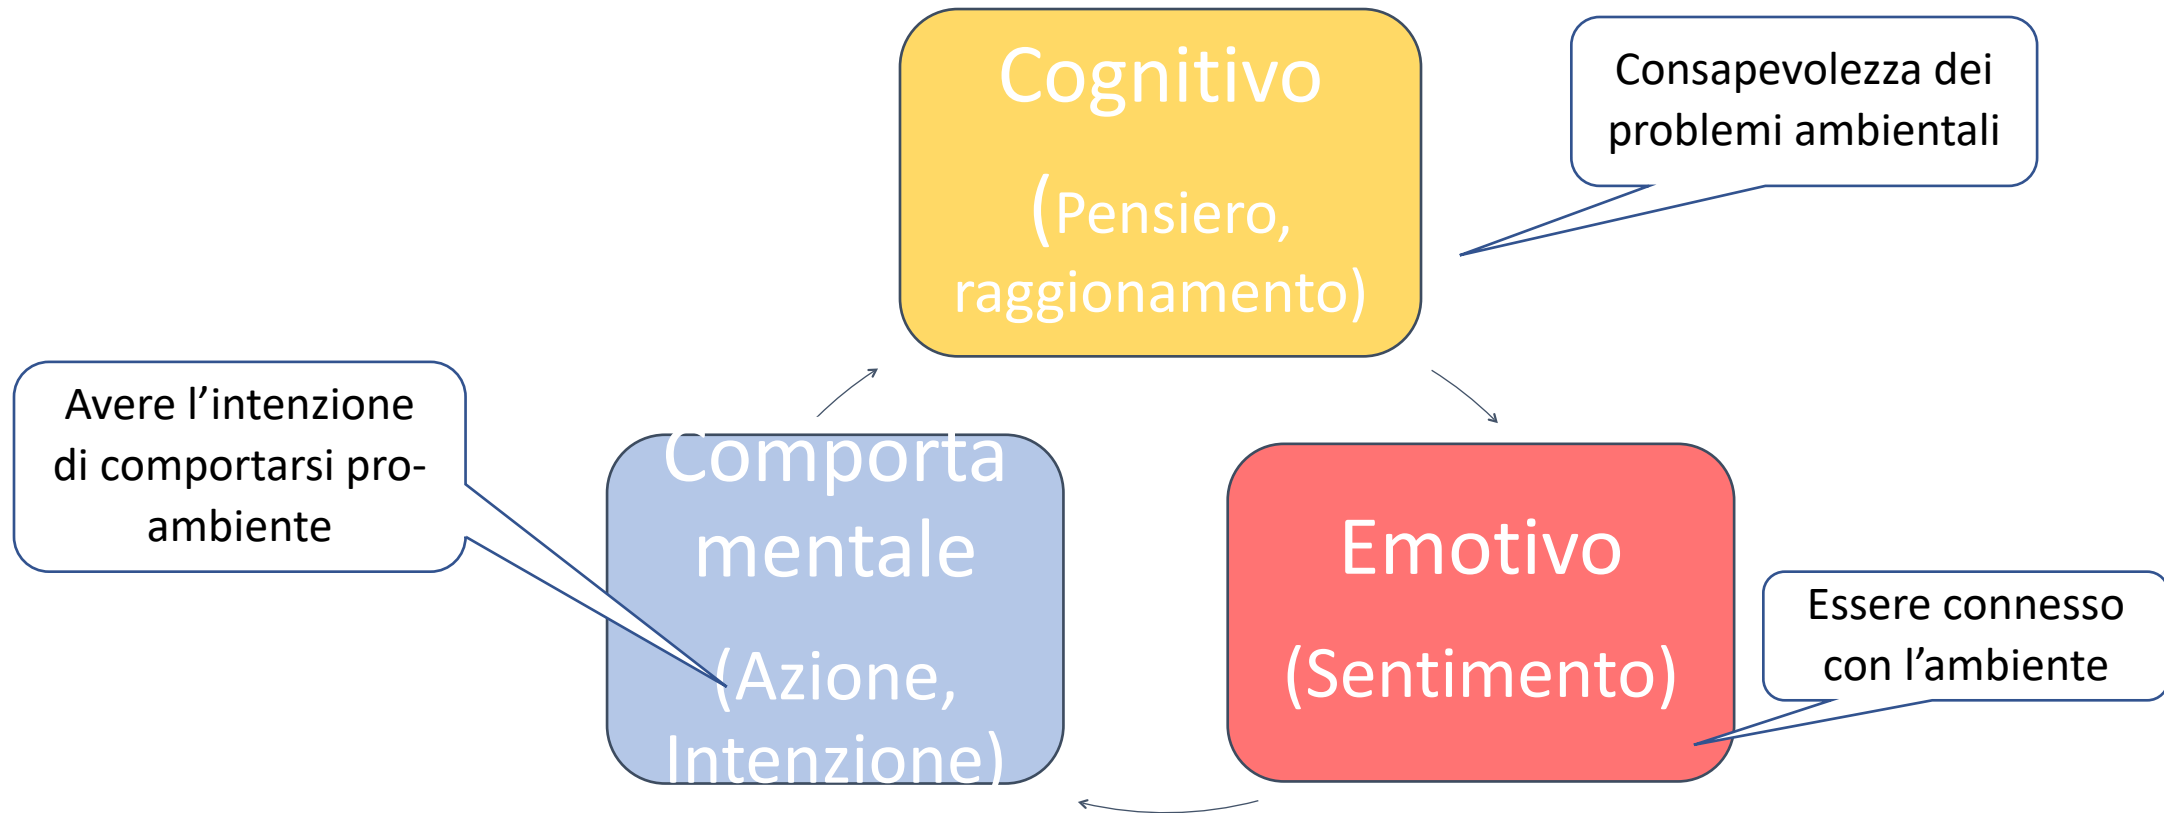 Cognitivo
(Pensiero,
raggionamento)
Consapevolezza dei
problemi ambientali
Avere l’intenzione
di comportarsi pro-
ambiente
Comporta
mentale
(Azione,
Intenzione)
Emotivo
(Sentimento)
Essere connesso
con l’ambiente